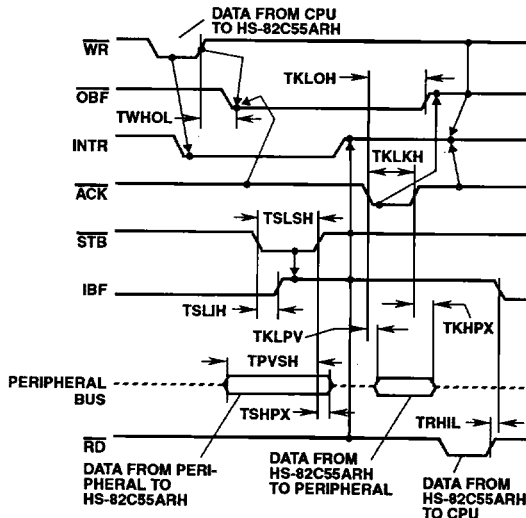 DATA FROM CPU
TO HS-82C55ARH
WR
TKLOH
OBF
TWHOL
INTR
TKLKH
ACK
TSLSH
STB
IBF
TSLIH
TKLPV
TKHPX
TPVSH
PERIPHERAL
BUS
TSHPX
TRHIL
RD
DATA FROM PERI-
PHERAL TO
HS-82C55ARH
DATA FROM
HS-82C55ARH
TO PERIPHERAL
DATA FROM
HS-82C55ARH
TO CPU